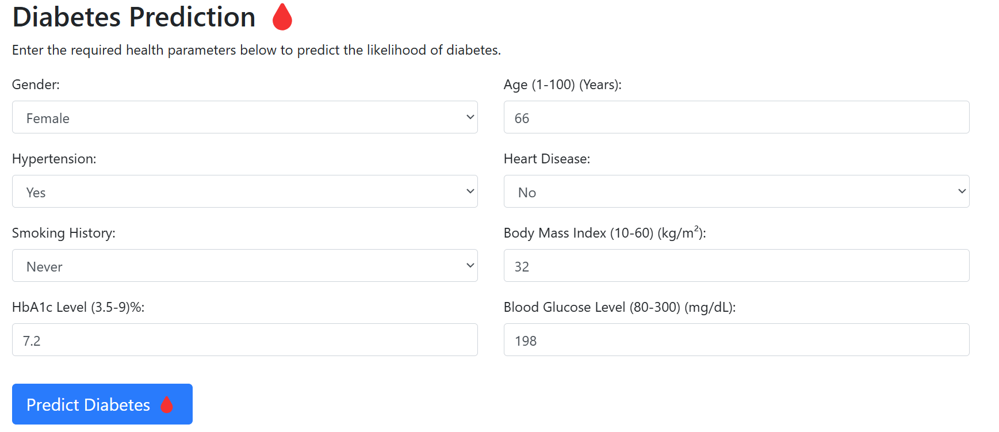 Diabetes Prediction
Enter the required health parameters below to predict the likelihood of diabetes.
Gender:
Female
Age (1-100) (Years):
66
Hypertension:
Yes
Heart Disease:
No
Smoking History:
Never
Body Mass Index (10-60) (kg/m²):
32
HbA1c Level (3.5-9)%:
7.2
Blood Glucose Level (80-300) (mg/dL):
198
Predict Diabetes